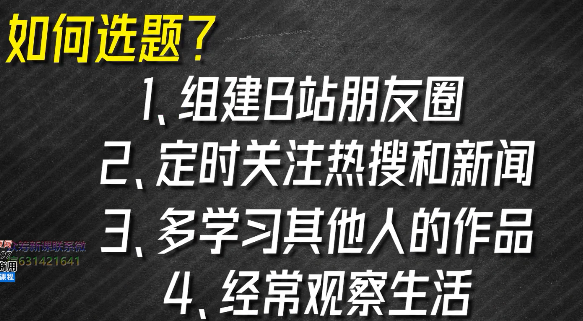 如何选题？
1、组建B站朋友圈
2、定时关注热搜和新闻
3、多学习其他人的作品
4、经常观察生活
631421641
课程